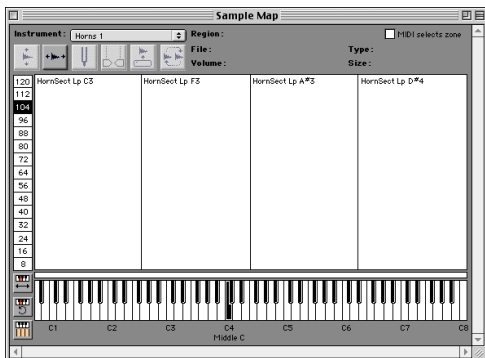 Sample Map
Instrument: Horns 1
Region:
MIDI selects zone
File:
Type:
Volume:
Size:
120
112
104
96
88
80
72
64
56
48
40
32
24
16
8
HornSect Lp C3
HornSect Lp F3
HornSect Lp A#3
HornSect Lp D#4
C1 C2 C3 C4 C5 C6 C7 C8
Middle C